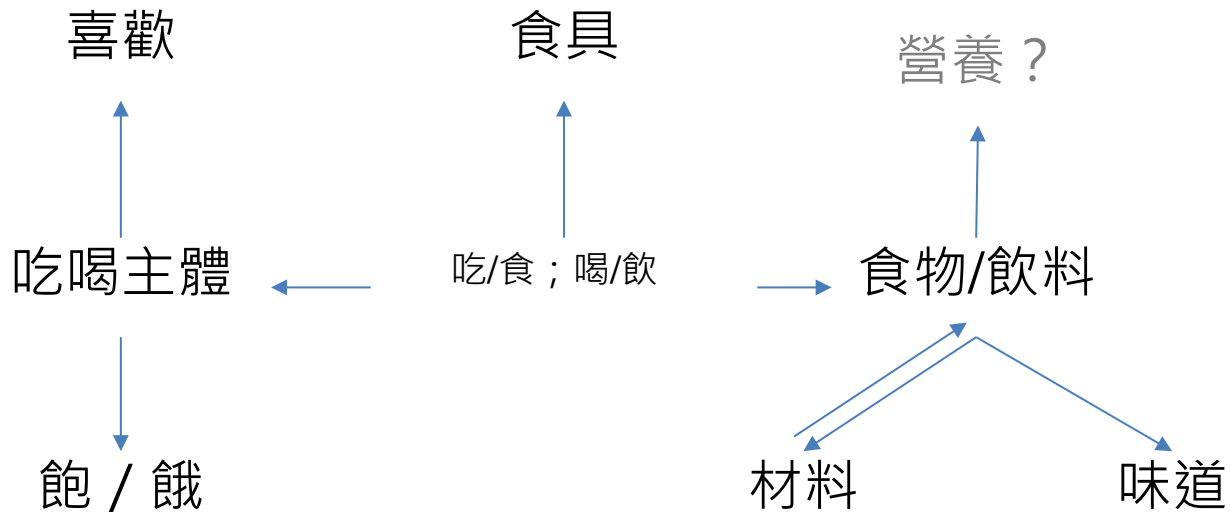 喜歡
食具
營養？
吃喝主體
吃/食；喝/飲
食物/飲料
飽 / 餓
材料
味道